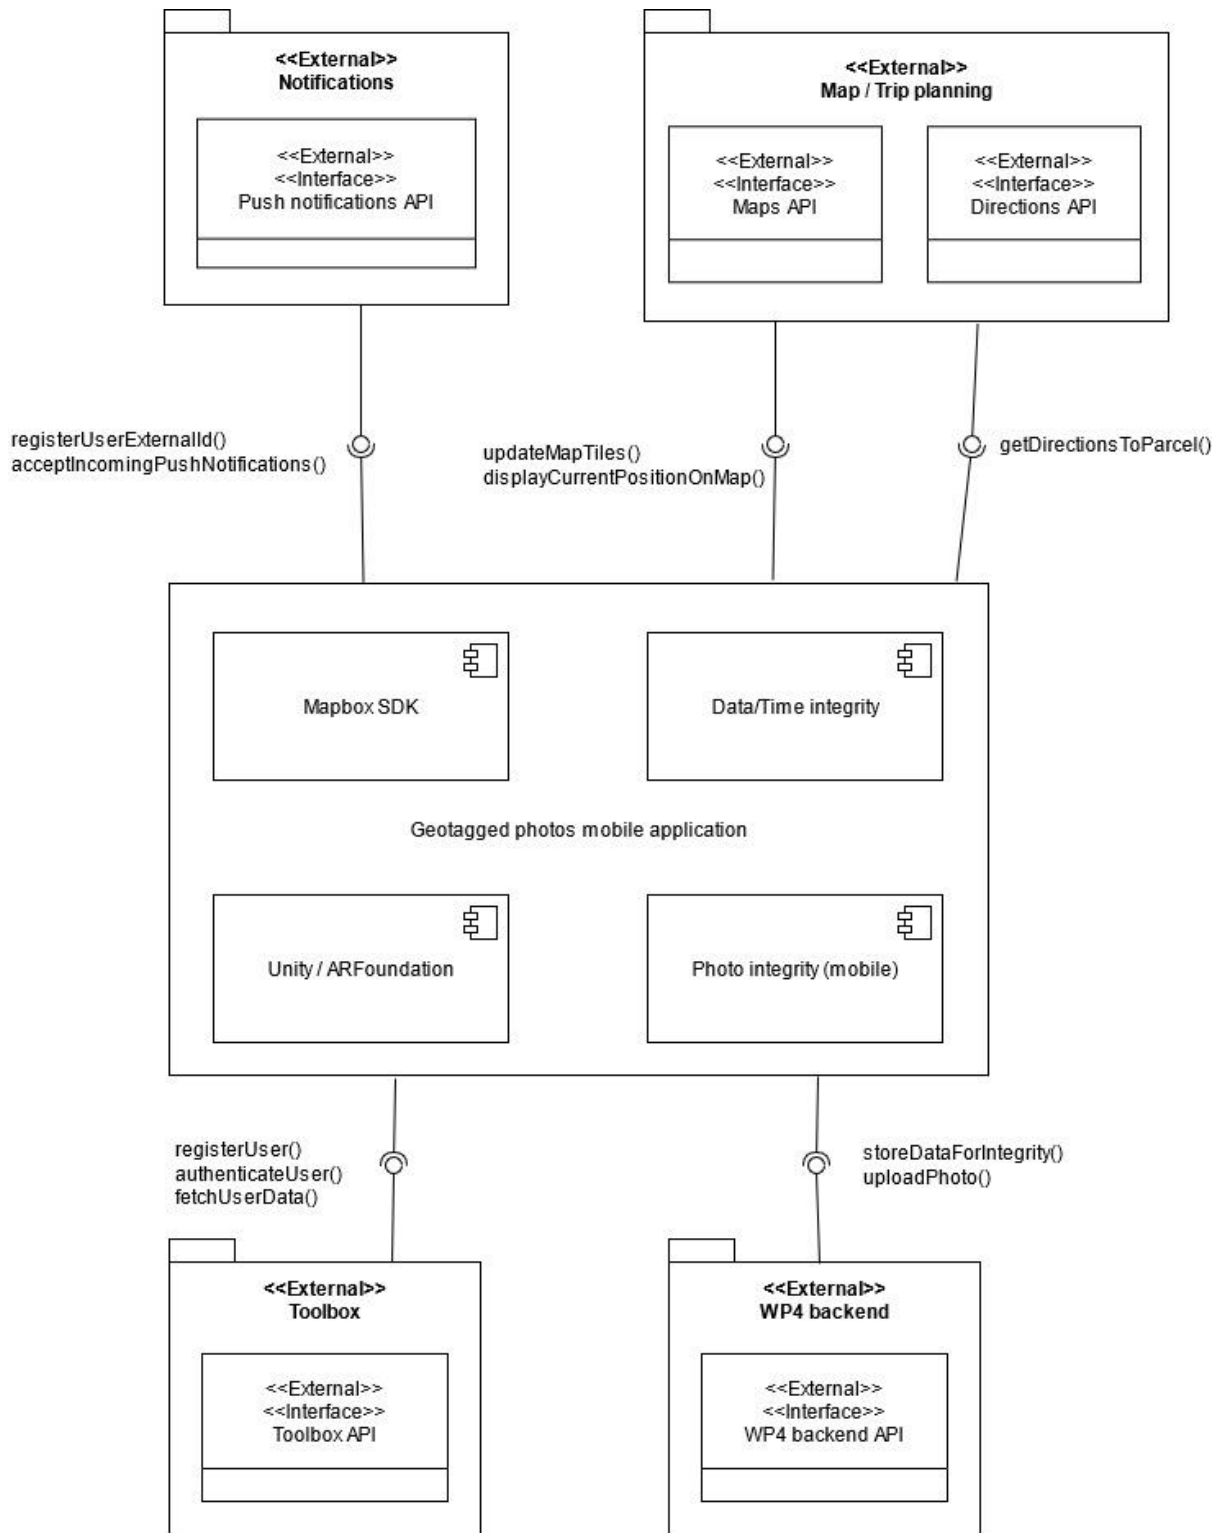 <<External>>
Notifications
<<External>>
<<Interface>>
Push notifications API
<<External>>
Map / Trip planning
<<External>>
<<Interface>>
Maps API
<<External>>
<<Interface>>
Directions API
registerUserExternalId()
acceptIncomingPushNotifications()
updateMapTiles()
displayCurrentPositionOnMap()
getDirectionsToParcel()
Mapbox SDK
Data/Time integrity
Geotagged photos mobile application
Unity / ARFoundation
Photo integrity (mobile)
registerUser()
authenticateUser()
fetchUserData()
storeDataForIntegrity()
uploadPhoto()
<<External>>
Toolbox
<<External>>
<<Interface>>
Toolbox API
<<External>>
WP4 backend
<<External>>
<<Interface>>
WP4 backend API